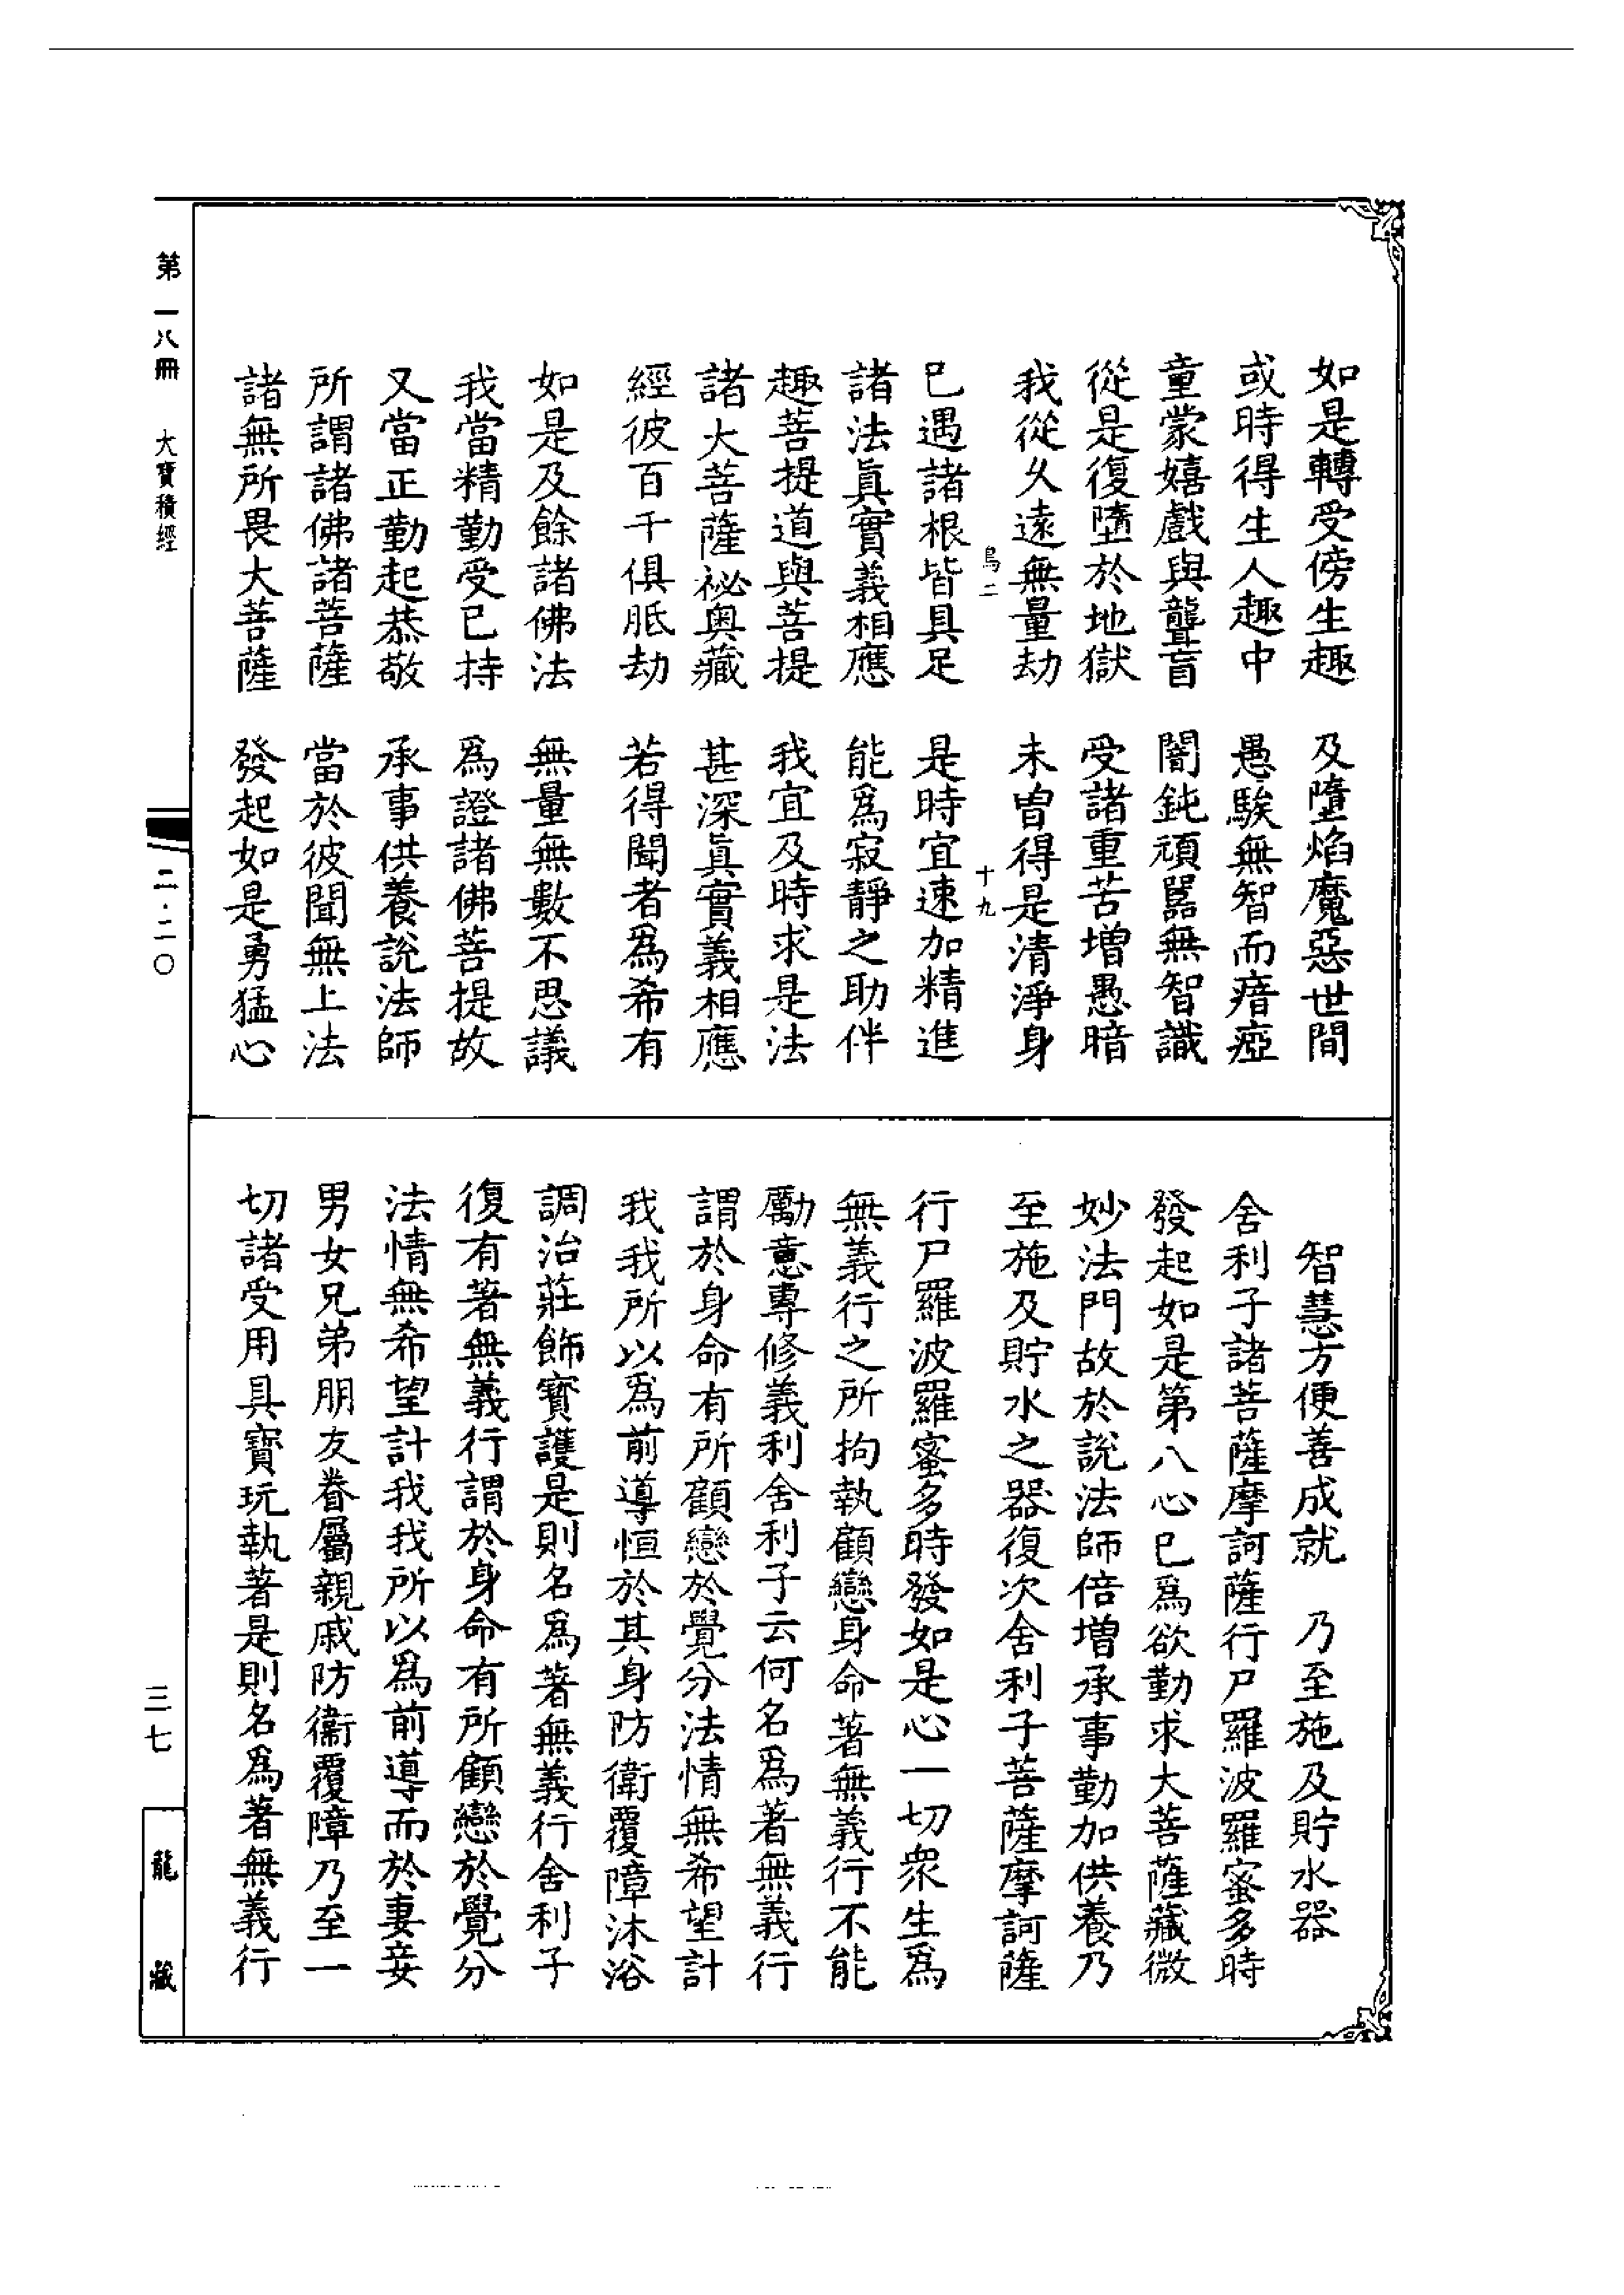 如是轉受傍生趣　及墮焰魔惡世間
或時得生人趣中　愚騃無智而瘖瘂
童蒙嬉戲與聾盲　闇鈍頑嚚無智識
從是復墮於地獄　受諸重苦增愚暗
我從久遠無量劫　未曾得是清淨身
鳥二　十九
已遇諸根皆具足　是時宜速加精進
諸法眞實義相應　能爲寂靜之助伴
趣菩提道與菩提　我宜及時求是法
諸大菩薩祕奧藏　甚深眞實義相應
經彼百千俱胝劫　若得聞者爲希有
如是及餘諸佛法　無量無數不思議
我當精勤受已持　爲證諸佛菩提故
又當正勤起恭敬　承事供養說法師
所謂諸佛諸菩薩　當於彼聞無上法
諸無所畏大菩薩　發起如是勇猛心
智慧方便善成就　乃至施及貯水器
舍利子諸菩薩摩訶薩行尸羅波羅蜜多時
發起如是第八心已爲欲勤求大菩薩藏微
妙法門故於說法師倍增承事勤加供養乃
至施及貯水之器復次舍利子菩薩摩訶薩
行尸羅波羅蜜多時發如是心一切衆生爲
無義行之所拘執顧戀身命著無義行不能
勵意專修義利舍利子云何名爲著無義行
謂於身命有所顧戀於覺分法情無希望計
我我所以爲前導恒於其身防衛覆障沐浴
調治莊飾寶護是則名爲著無義行舍利子
復有著無義行謂於身命有所顧戀於覺分
法情無希望計我我所以爲前導而於妻妾
男女兄弟朋友眷屬親戚防衞覆障乃至一
切諸受用具寶玩執著是則名爲著無義行
第一八冊　大寶積經　二·二〇　三七　龍藏